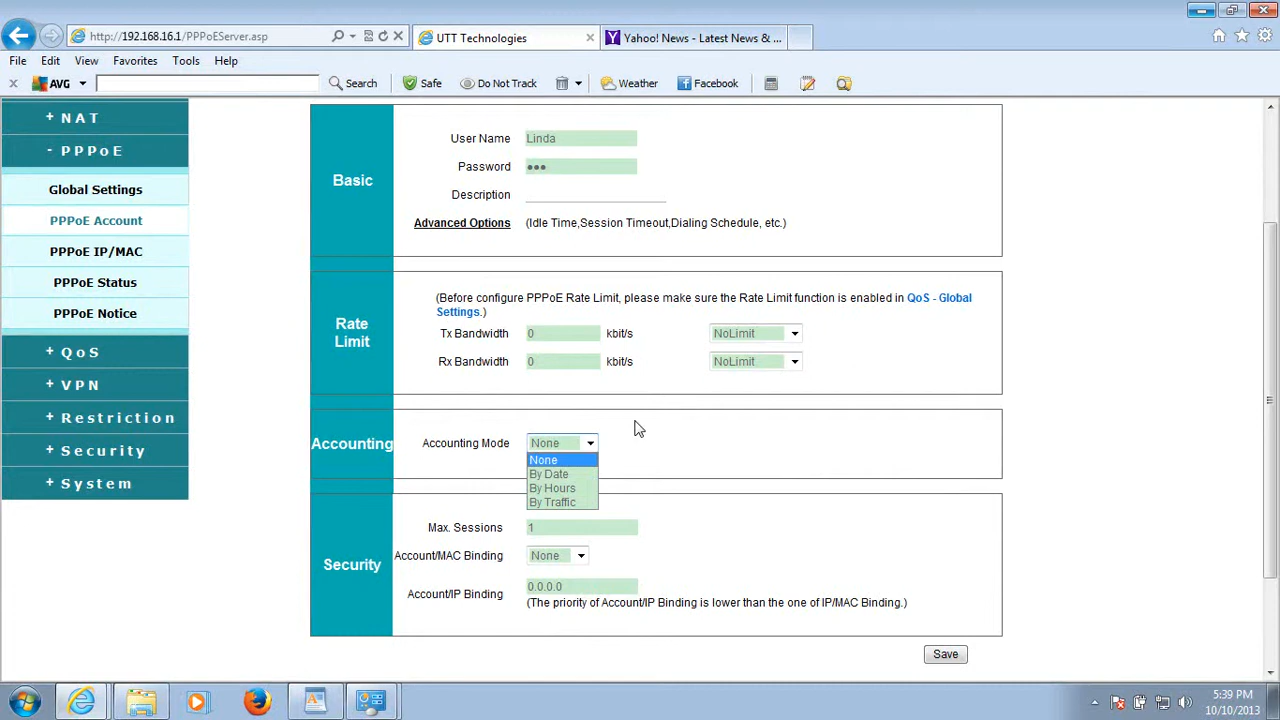 http://192.168.16.1/PPPoEServer.asp
UTT Technologies
Yahoo! News - Latest News & ...
File Edit View Favorites Tools Help
AVG
Search
Safe
Do Not Track
Weather
Facebook
+ NAT
- PPPoE
Global Settings
PPPoE Account
PPPoE IP/MAC
PPPoE Status
PPPoE Notice
+ QoS
+ VPN
+ Restriction
+ Security
+ System
Basic
User Name Linda
Password •••
Description
Advanced Options (Idle Time,Session Timeout,Dialing Schedule, etc.)
Rate
Limit
(Before configure PPPoE Rate Limit, please make sure the Rate Limit function is enabled in QoS - Global
Settings.)
Tx Bandwidth 0 kbit/s NoLimit
Rx Bandwidth 0 kbit/s NoLimit
Accounting
Accounting Mode None
None
By Date
By Hours
By Traffic
Security
Max. Sessions 1
Account/MAC Binding None
Account/IP Binding 0.0.0.0
(The priority of Account/IP Binding is lower than the one of IP/MAC Binding.)
Save
5:39 PM
10/10/2013